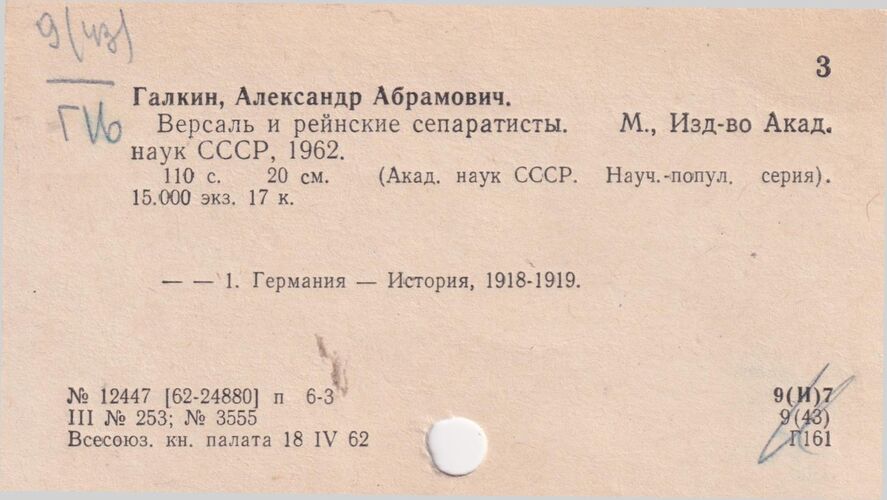 9(43)
3
Галкин, Александр Абрамович.
Версаль и рейнские сепаратисты. М., Изд-во Акад.
наук СССР, 1962.
110 с. 20 см. (Акад. наук СССР. Науч.-попул. серия).
15.000 экз. 17 к.
— — 1. Германия — История, 1918-1919.
№ 12447 [62-24880] п 6-3
III № 253; № 3555
Всесоюз. кн. палата 18 IV 62
9(И)7
9(43)
Г161